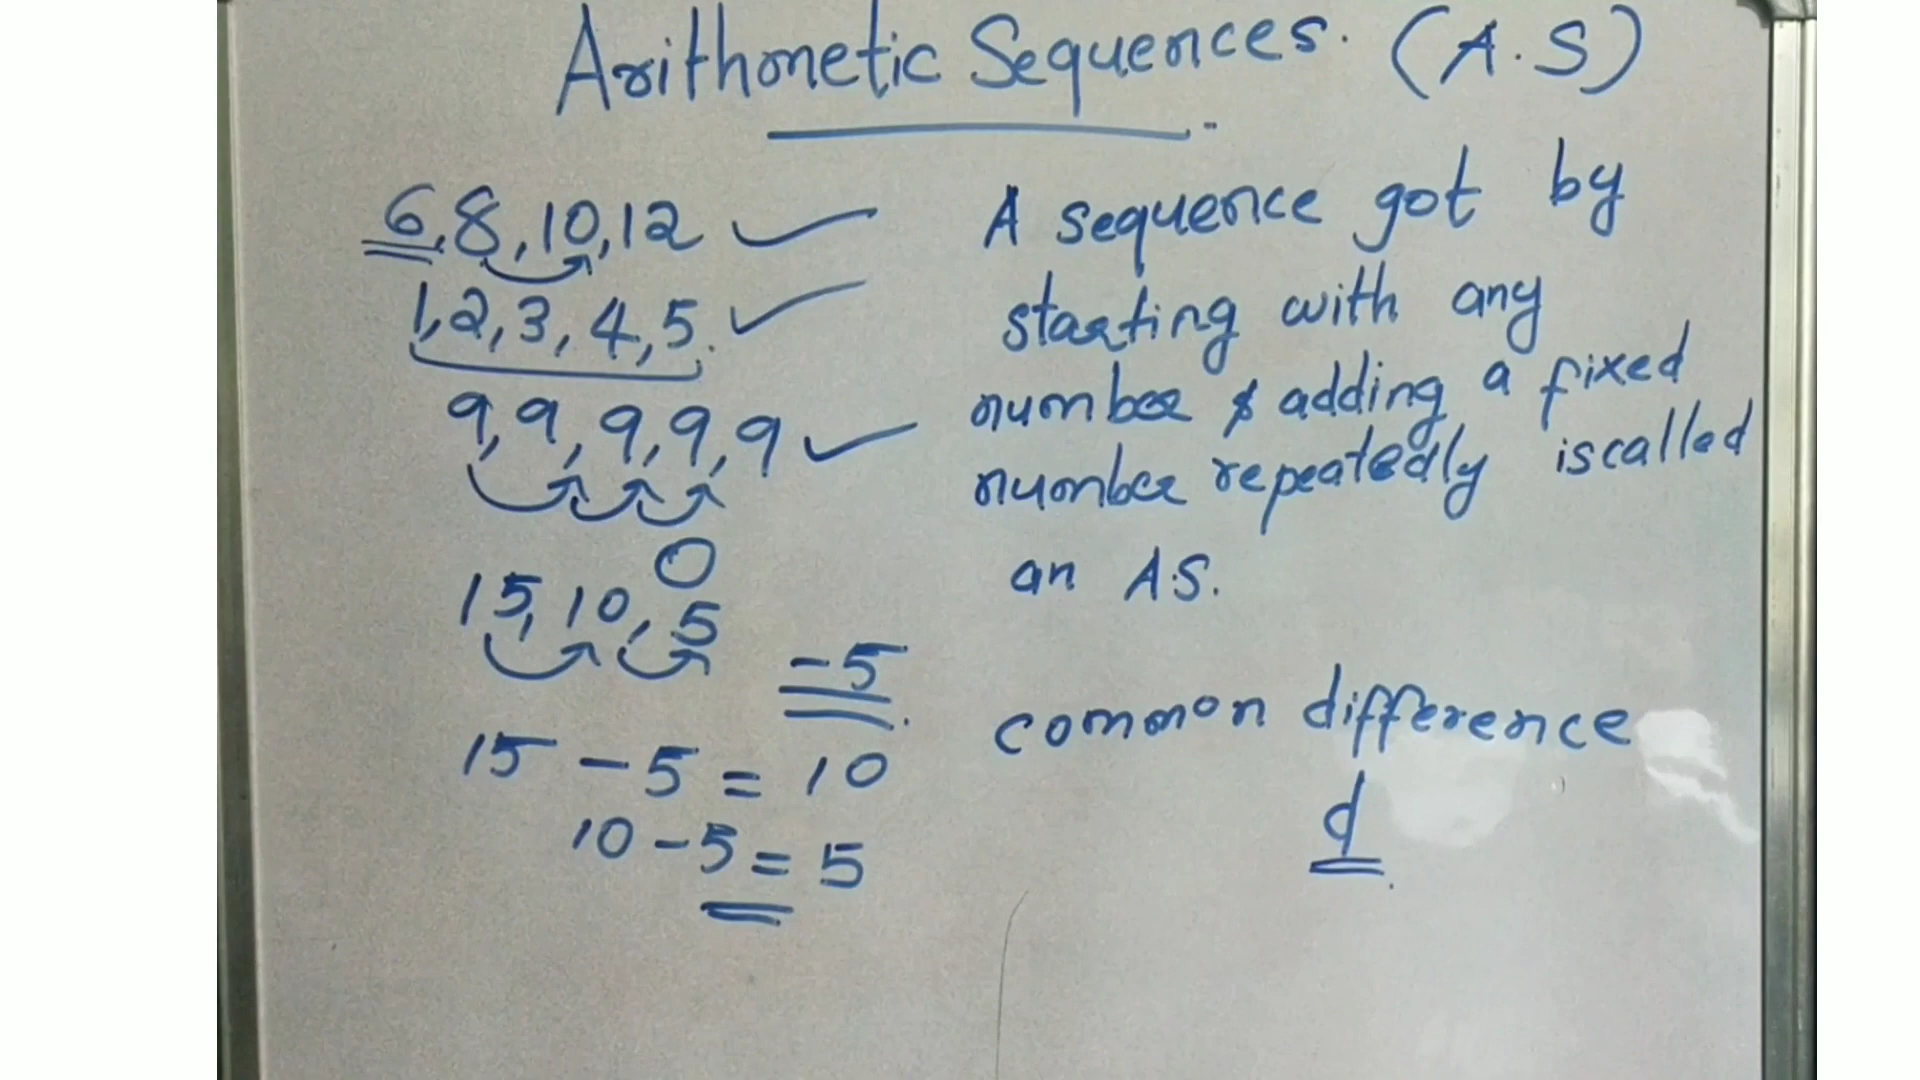 Arithmetic Sequences. (A.S)
6,8,10,12
1,2,3,4,5.
9,9,9,9,9
0
15,10,5
-5
15 - 5 = 10
10 - 5 = 5
A sequence got by
starting with any
number & adding a fixed
number repeatedly is called
an A.S.
common difference
d